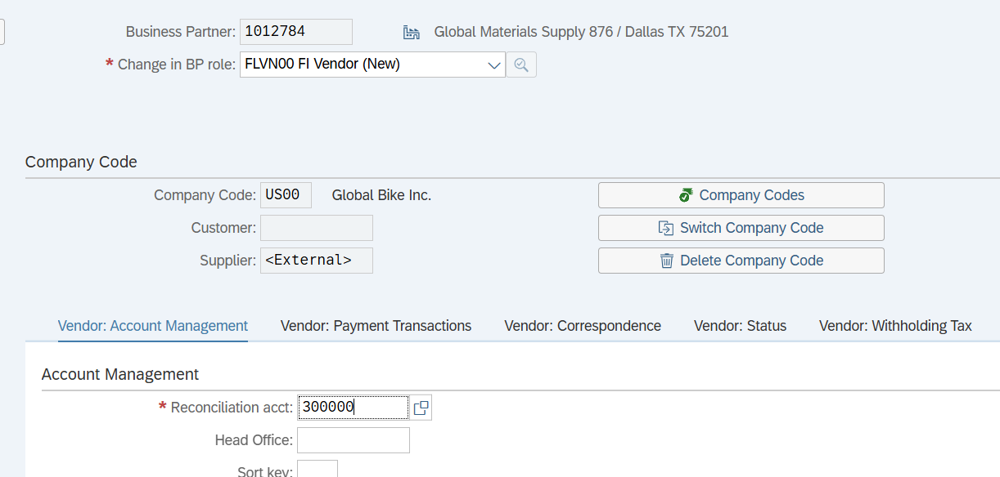 Business Partner: 1012784 Global Materials Supply 876 / Dallas TX 75201
* Change in BP role: FLVN00 FI Vendor (New)
Company Code
Company Code: US00 Global Bike Inc. Company Codes
Customer: Switch Company Code
Supplier: <External> Delete Company Code
Vendor: Account Management Vendor: Payment Transactions Vendor: Correspondence Vendor: Status Vendor: Withholding Tax
Account Management
* Reconciliation acct: 300000
Head Office:
Sort key: